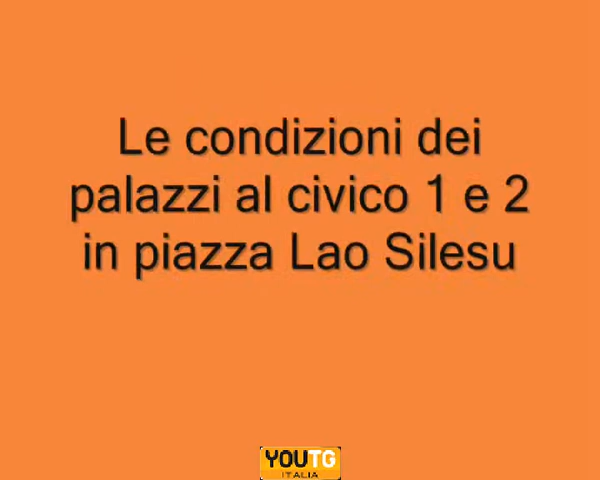 Le condizioni dei
palazzi al civico 1 e 2
in piazza Lao Silesu
YOUTG
ITALIA